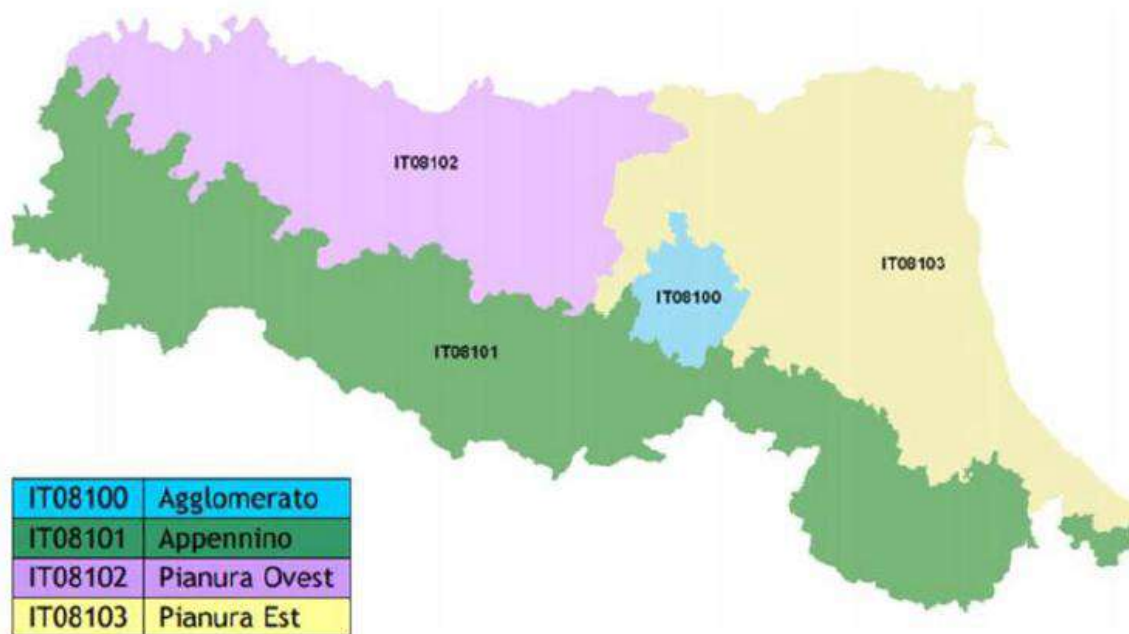 IT08102
IT08103
IT08100
IT08101
IT08100 Agglomerato
IT08101 Appennino
IT08102 Pianura Ovest
IT08103 Pianura Est